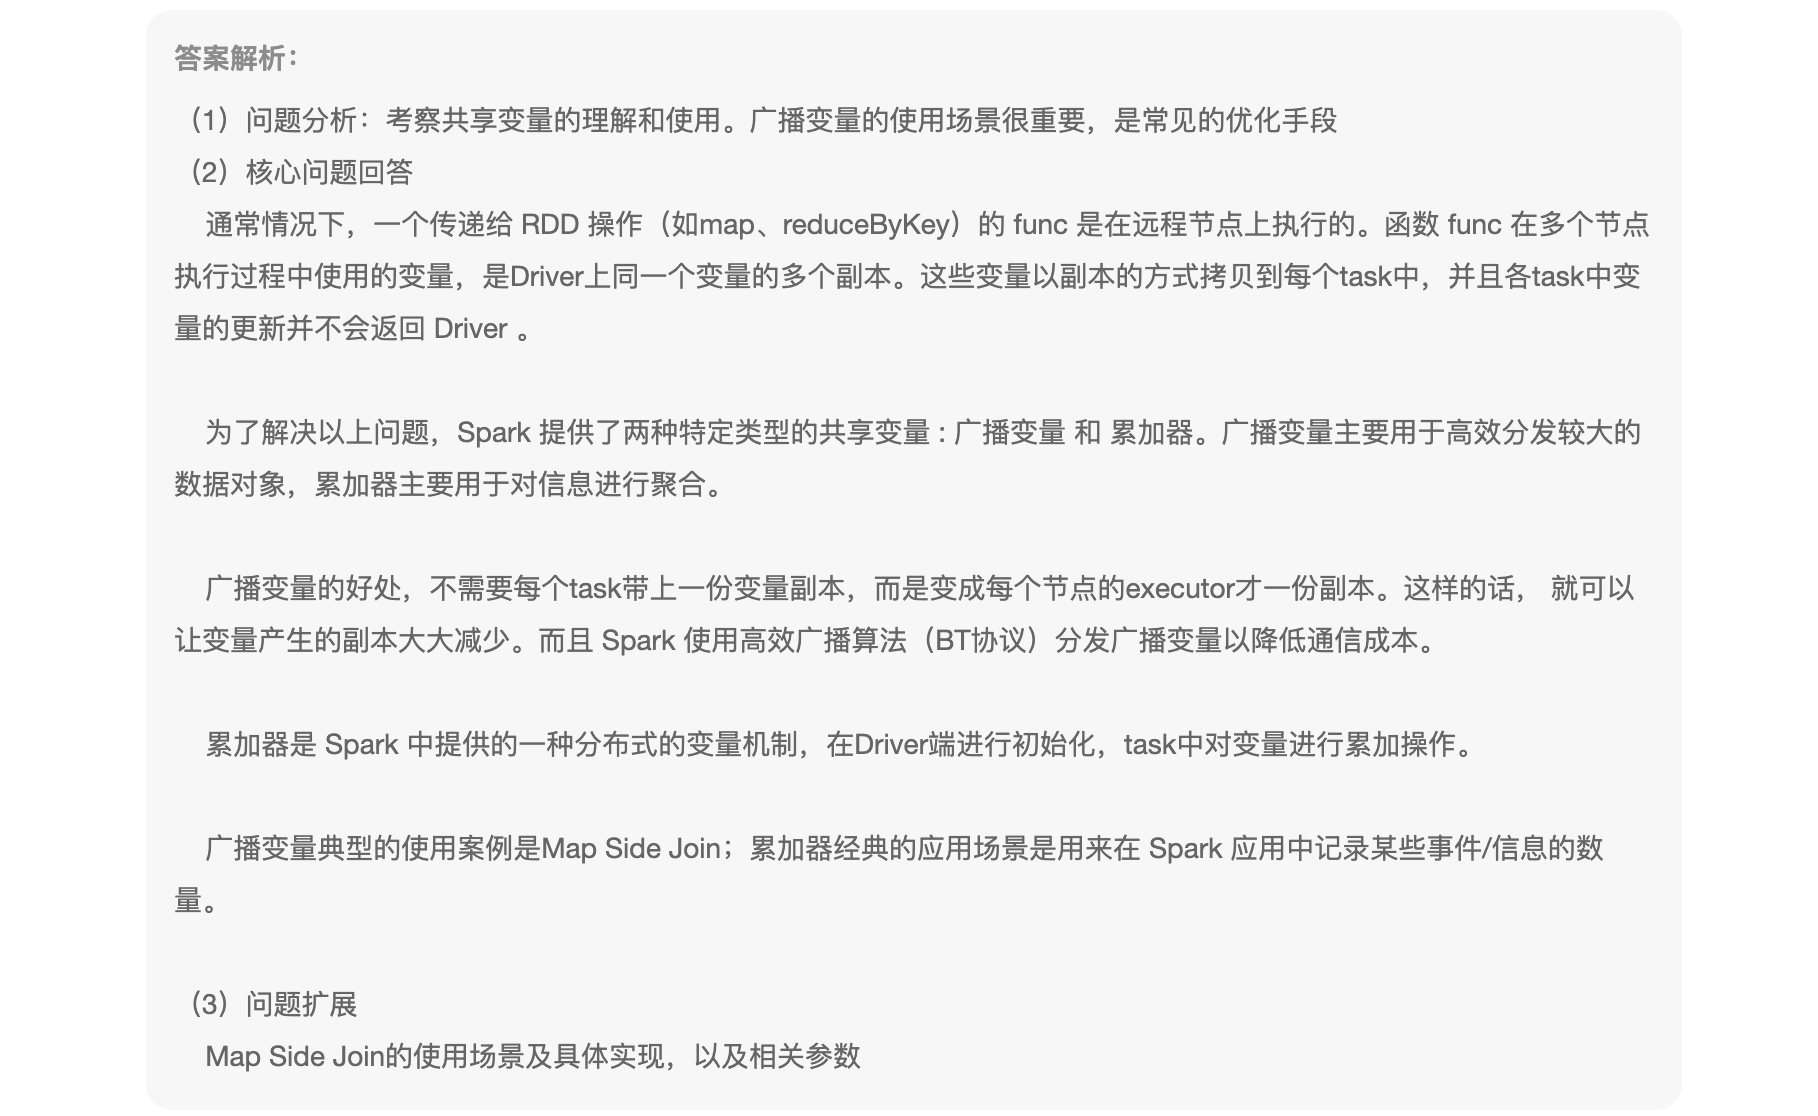 答案解析：
（1）问题分析：考察共享变量的理解和使用。广播变量的使用场景很重要，是常见的优化手段
（2）核心问题回答
通常情况下，一个传递给 RDD 操作（如map、reduceByKey）的 func 是在远程节点上执行的。函数 func 在多个节点
执行过程中使用的变量，是Driver上同一个变量的多个副本。这些变量以副本的方式拷贝到每个task中，并且各task中变
量的更新并不会返回 Driver 。
为了解决以上问题，Spark 提供了两种特定类型的共享变量 : 广播变量 和 累加器。广播变量主要用于高效分发较大的
数据对象，累加器主要用于对信息进行聚合。
广播变量的好处，不需要每个task带上一份变量副本，而是变成每个节点的executor才一份副本。这样的话， 就可以
让变量产生的副本大大减少。而且 Spark 使用高效广播算法（BT协议）分发广播变量以降低通信成本。
累加器是 Spark 中提供的一种分布式的变量机制，在Driver端进行初始化，task中对变量进行累加操作。
广播变量典型的使用案例是Map Side Join；累加器经典的应用场景是用来在 Spark 应用中记录某些事件/信息的数
量。
（3）问题扩展
Map Side Join的使用场景及具体实现，以及相关参数